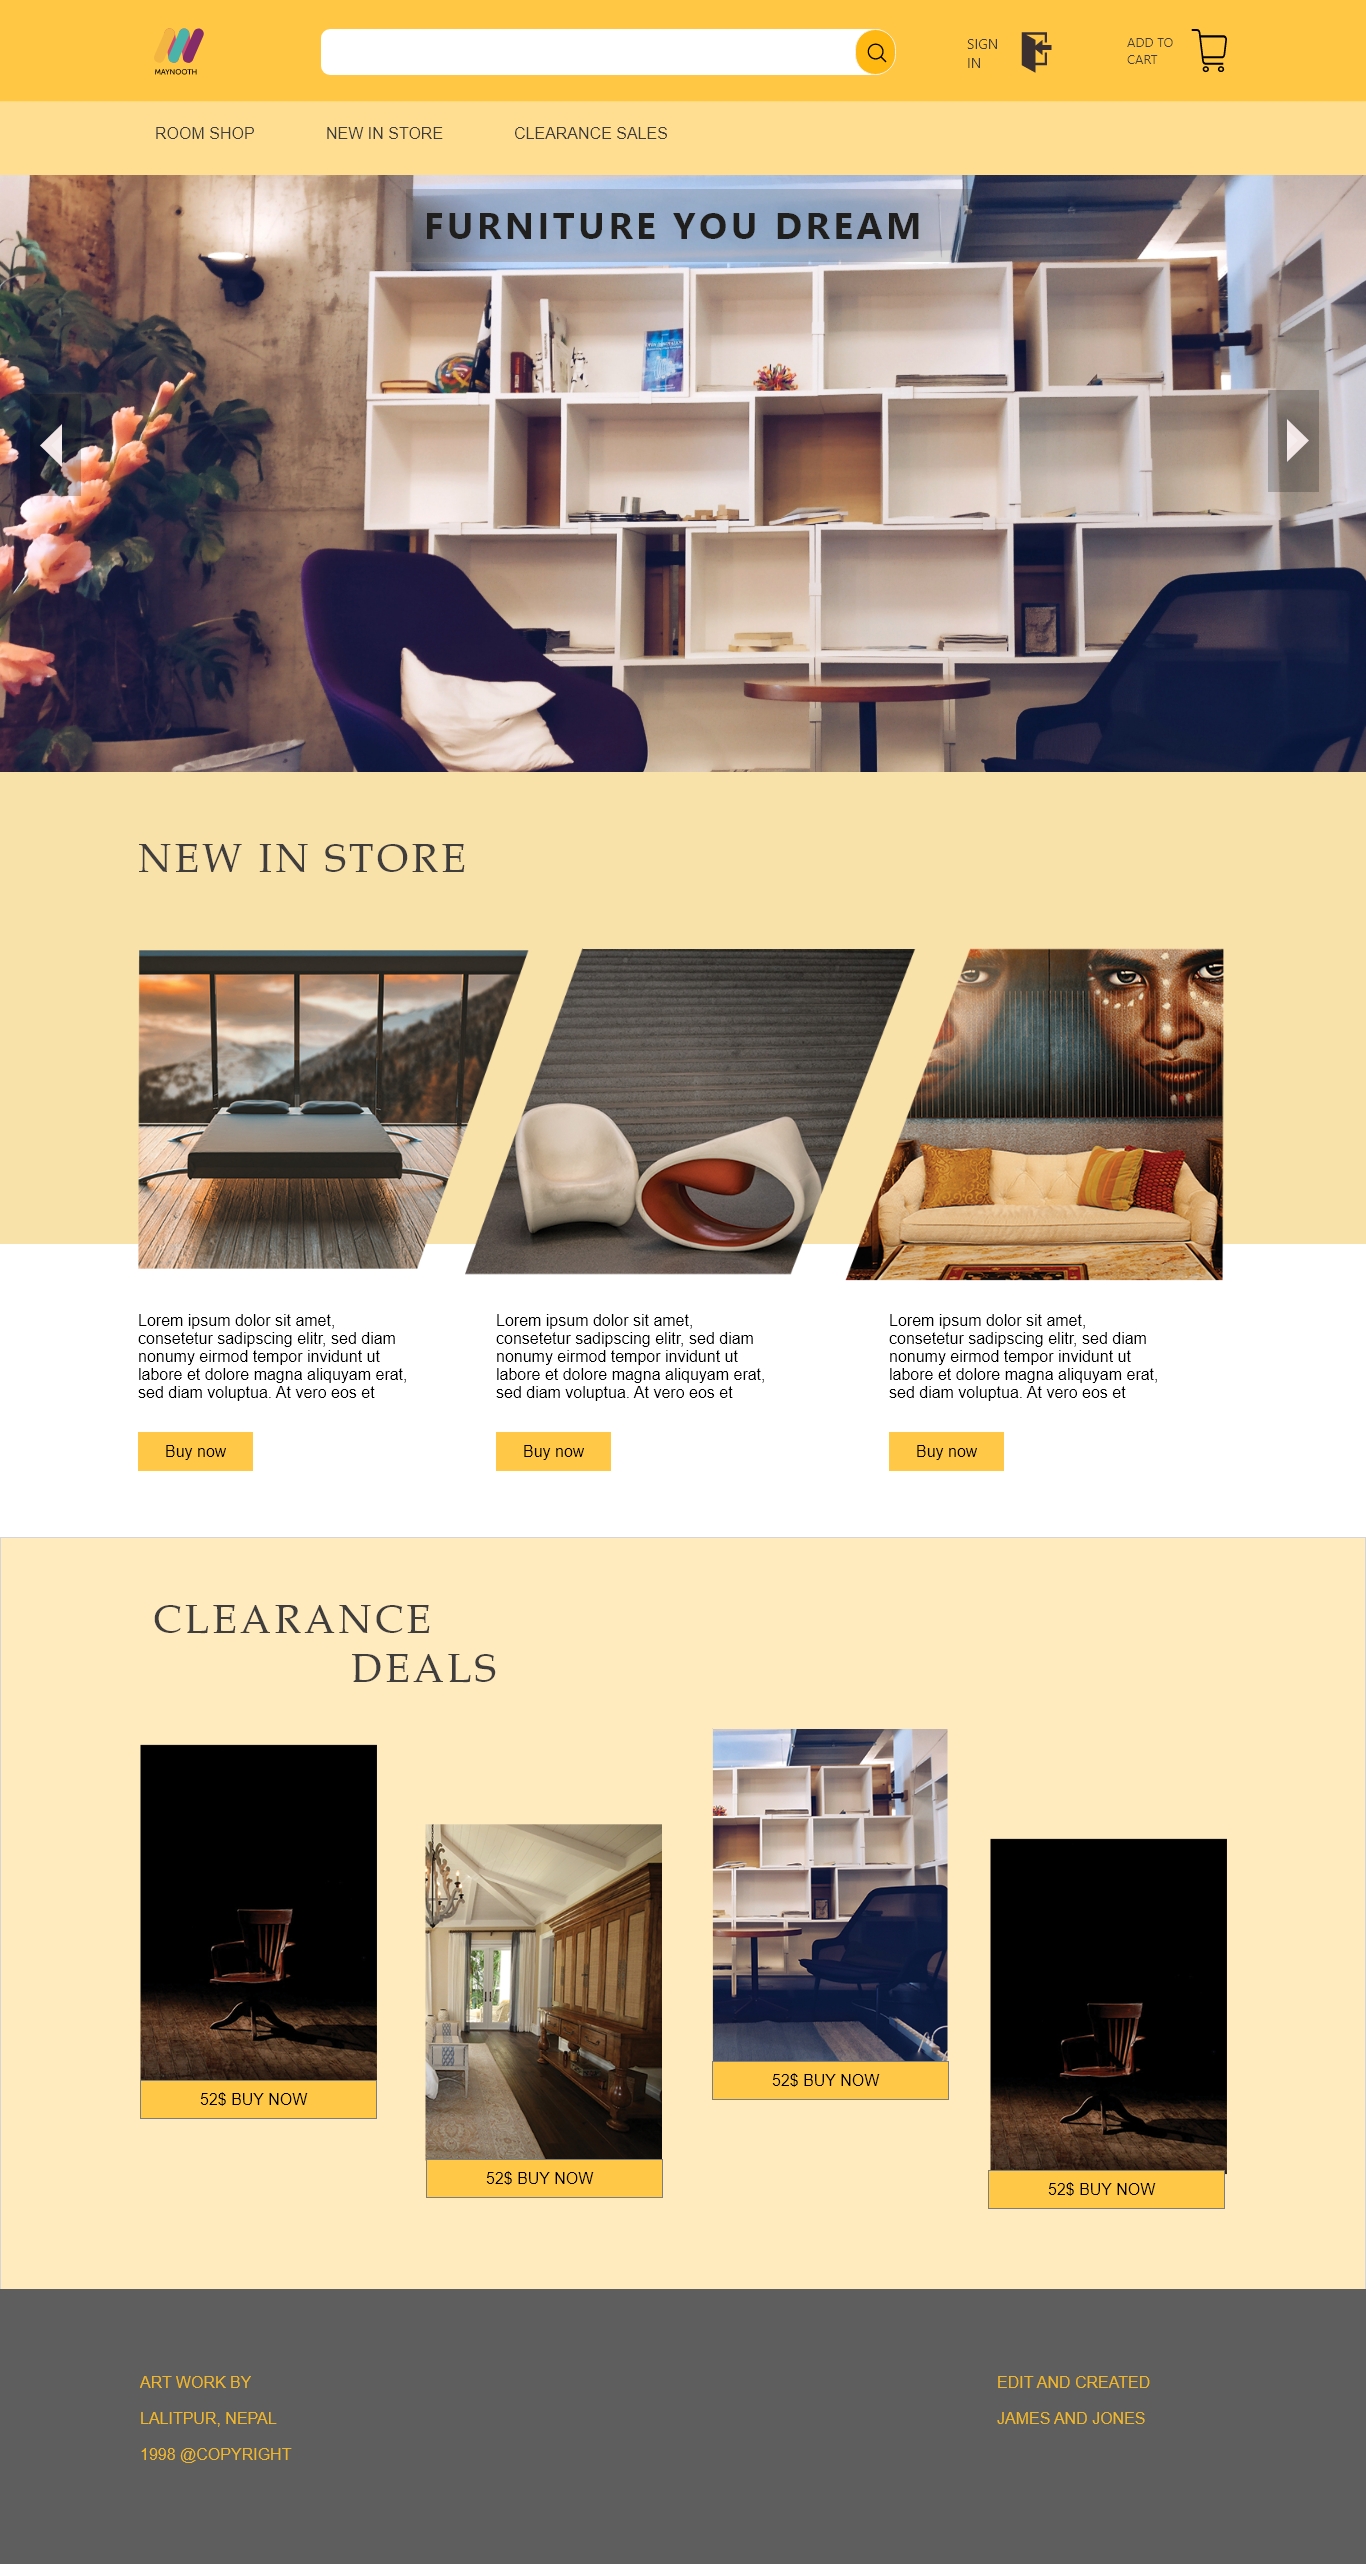 MAYNOOTH
SIGN
IN
ADD TO
CART
ROOM SHOP
NEW IN STORE
CLEARANCE SALES
FURNITURE YOU DREAM
NEW IN STORE
Lorem ipsum dolor sit amet,
consetetur sadipscing elitr, sed diam
nonumy eirmod tempor invidunt ut
labore et dolore magna aliquyam erat,
sed diam voluptua. At vero eos et
Buy now
Lorem ipsum dolor sit amet,
consetetur sadipscing elitr, sed diam
nonumy eirmod tempor invidunt ut
labore et dolore magna aliquyam erat,
sed diam voluptua. At vero eos et
Buy now
Lorem ipsum dolor sit amet,
consetetur sadipscing elitr, sed diam
nonumy eirmod tempor invidunt ut
labore et dolore magna aliquyam erat,
sed diam voluptua. At vero eos et
Buy now
CLEARANCE
DEALS
52$ BUY NOW
52$ BUY NOW
52$ BUY NOW
52$ BUY NOW
ART WORK BY
LALITPUR, NEPAL
1998 @COPYRIGHT
EDIT AND CREATED
JAMES AND JONES